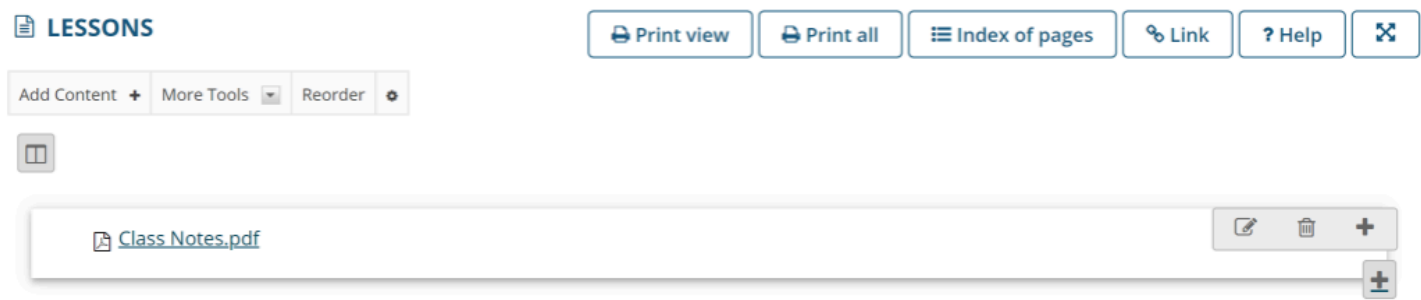 LESSONS
Print view Print all Index of pages Link ? Help
Add Content + More Tools Reorder
Class Notes.pdf